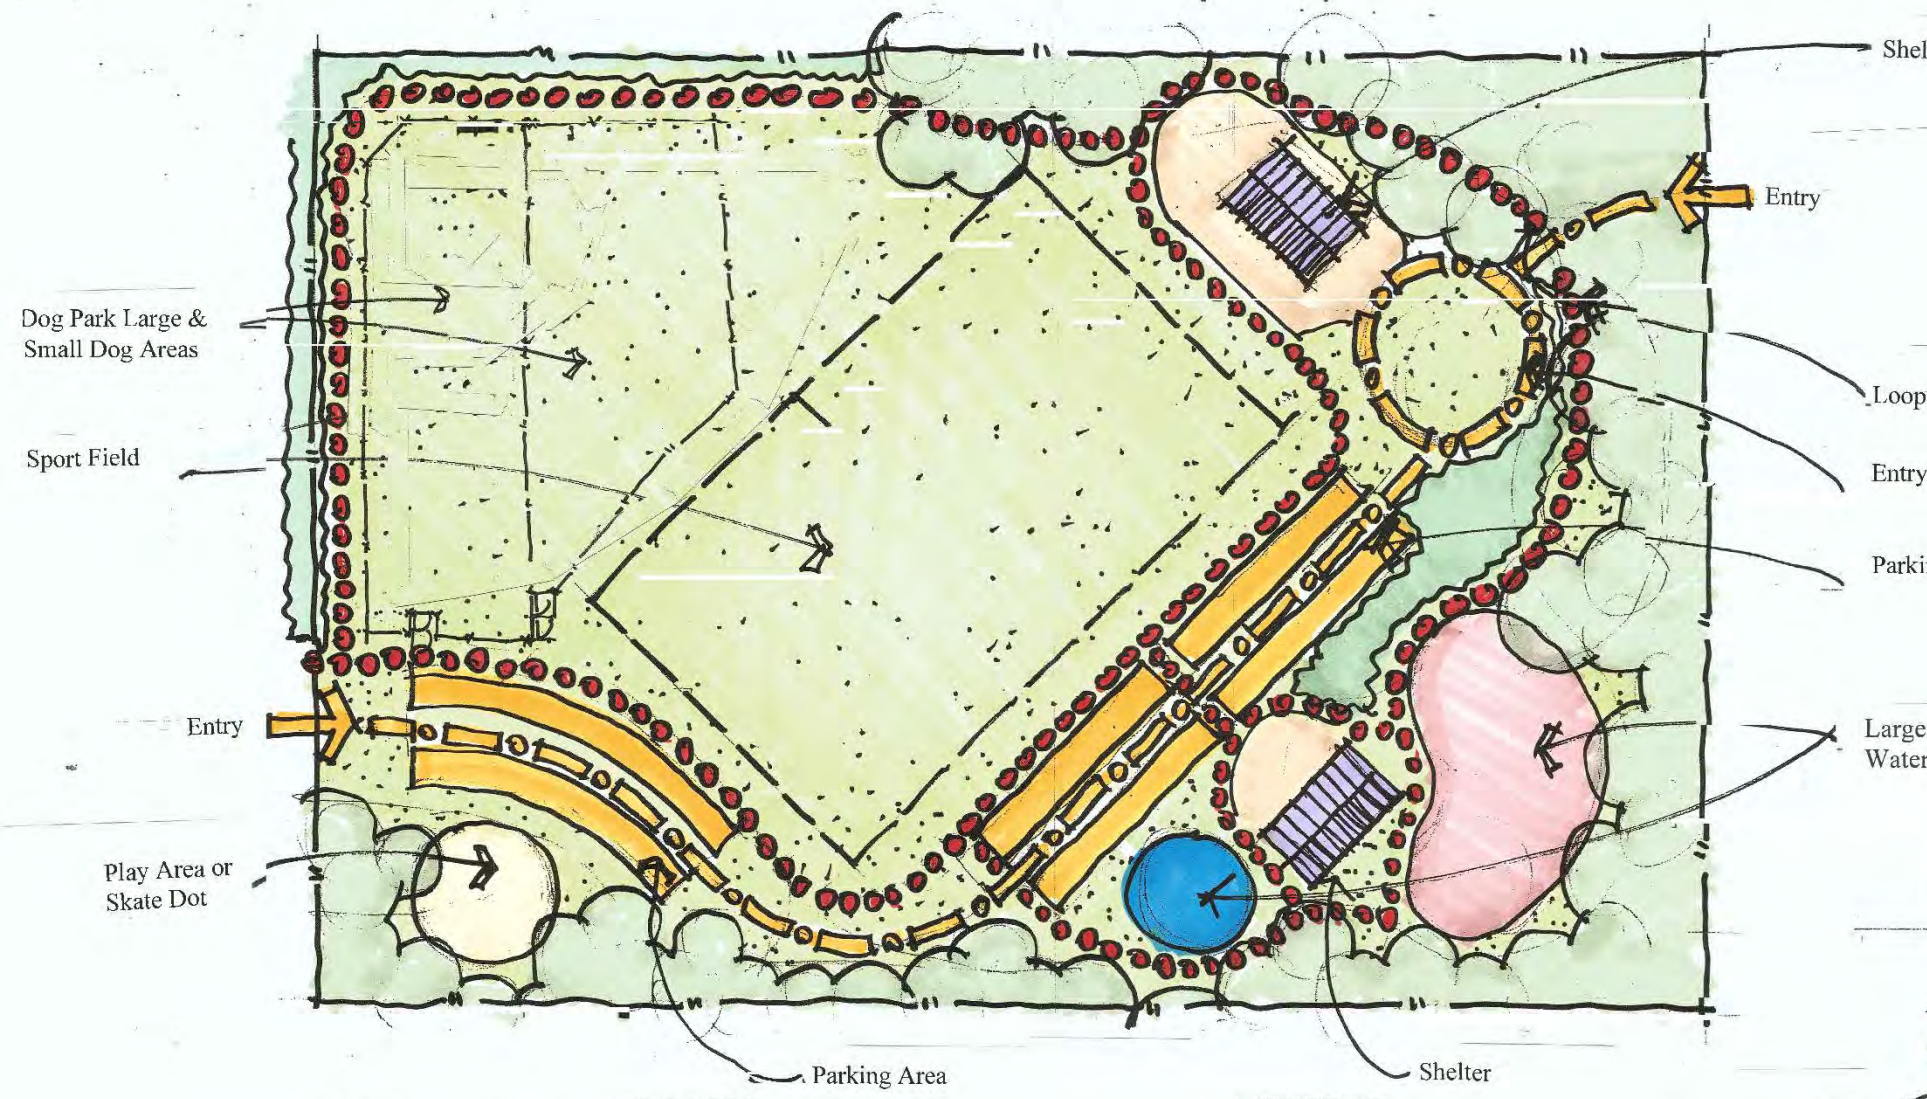 Shel
Entry
Dog Park Large &
Small Dog Areas
Loop
Sport Field
Entry
Parki
Entry
Large
Water
Play Area or
Skate Dot
Parking Area
Shelter